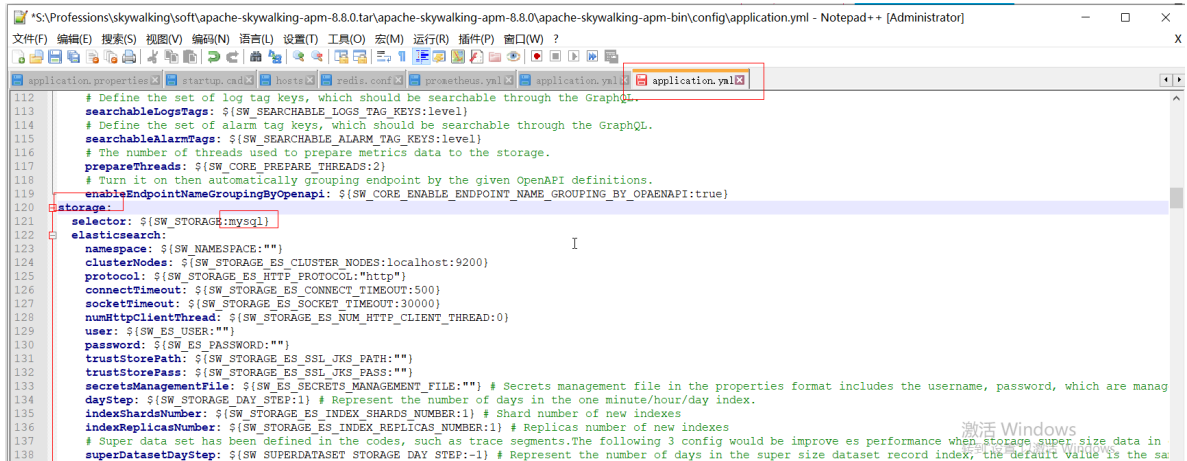 *S:\Professions\skywalking\soft\apache-skywalking-apm-8.8.0.tar\apache-skywalking-apm-8.8.0\apache-skywalking-apm-bin\config\application.yml - Notepad++ [Administrator]
文件(F) 编辑(E) 搜索(S) 视图(V) 编码(N) 语言(L) 设置(T) 工具(O) 宏(M) 运行(R) 插件(P) 窗口(W) ? X
application.properties startup.cmd hosts redis.conf prometheus.yml application.yml application.yml
112 # Define the set of log tag keys, which should be searchable through the GraphQL.
113 searchableLogsTags: ${SW_SEARCHABLE_LOGS_TAG_KEYS:level}
114 # Define the set of alarm tag keys, which should be searchable through the GraphQL.
115 searchableAlarmTags: ${SW_SEARCHABLE_ALARM_TAG_KEYS:level}
116 # The number of threads used to prepare metrics data to the storage.
117 prepareThreads: ${SW_CORE_PREPARE_THREADS:2}
118 # Turn it on then automatically grouping endpoint by the given OpenAPI definitions.
119 enableEndpointNameGroupingByOpenapi: ${SW_CORE_ENABLE_ENDPOINT_NAME_GROUPING_BY_OPAENAPI:true}
120 storage:
121 selector: ${SW_STORAGE:mysql}
122 elasticsearch:
123 namespace: ${SW_NAMESPACE:""}
124 clusterNodes: ${SW_STORAGE_ES_CLUSTER_NODES:localhost:9200}
125 protocol: ${SW_STORAGE_ES_HTTP_PROTOCOL:"http"}
126 connectTimeout: ${SW_STORAGE_ES_CONNECT_TIMEOUT:500}
127 socketTimeout: ${SW_STORAGE_ES_SOCKET_TIMEOUT:30000}
128 numHttpClientThread: ${SW_STORAGE_ES_NUM_HTTP_CLIENT_THREAD:0}
129 user: ${SW_ES_USER:""}
130 password: ${SW_ES_PASSWORD:""}
131 trustStorePath: ${SW_STORAGE_ES_SSL_JKS_PATH:""}
132 trustStorePass: ${SW_STORAGE_ES_SSL_JKS_PASS:""}
133 secretsManagementFile: ${SW_ES_SECRETS_MANAGEMENT_FILE:""} # Secrets management file in the properties format includes the username, password, which are manag
134 dayStep: ${SW_STORAGE_DAY_STEP:1} # Represent the number of days in the one minute/hour/day index.
135 indexShardsNumber: ${SW_STORAGE_ES_INDEX_SHARDS_NUMBER:1} # Shard number of new indexes
136 indexReplicasNumber: ${SW_STORAGE_ES_INDEX_REPLICAS_NUMBER:1} # Replicas number of new indexes
激活 Windows
137 # Super data set has been defined in the codes, such as trace segments.The following 3 config would be improve es performance when storage super size data in
转到"设置"以激活 Windows。
138 superDatasetDayStep: ${SW_SUPERDATASET_STORAGE_DAY_STEP:-1} # Represent the number of days in the super size dataset record index, the default value is the sa